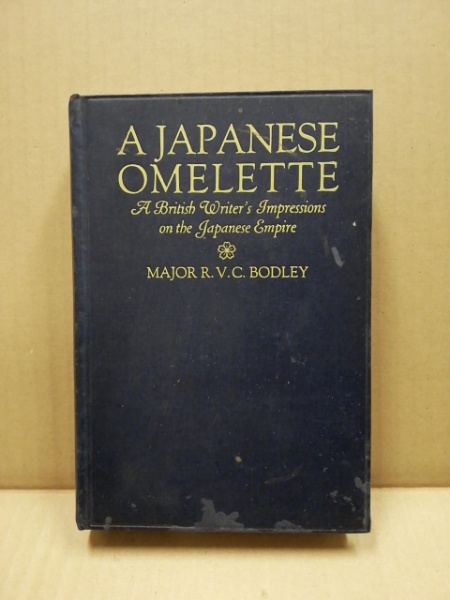 A JAPANESE
OMELETTE
A British Writer's Impressions
on the Japanese Empire
MAJOR R. V. C. BODLEY